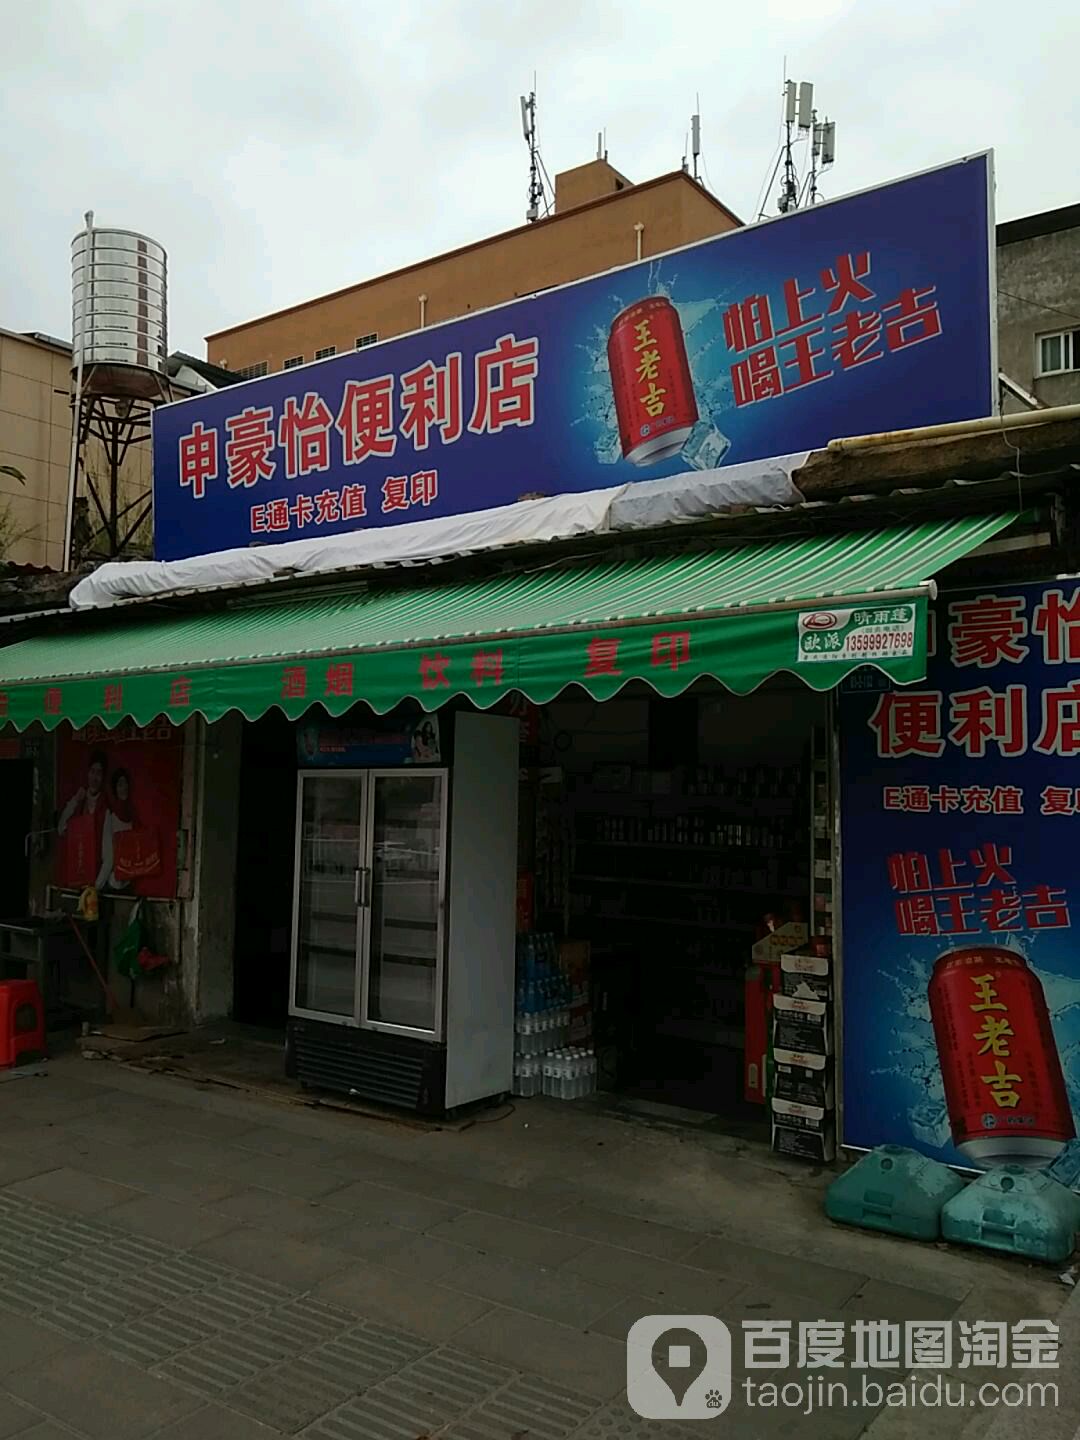 申豪怡便利店
E通卡充值 复印
王老吉
怕上火
喝王老吉
便利店 酒烟 饮料 复印
晴雨蓬
欧派 13599927698
豪怡
便利店
E通卡充值 复印
怕上火
喝王老吉
王老吉
百度地图淘金
taojin.baidu.com